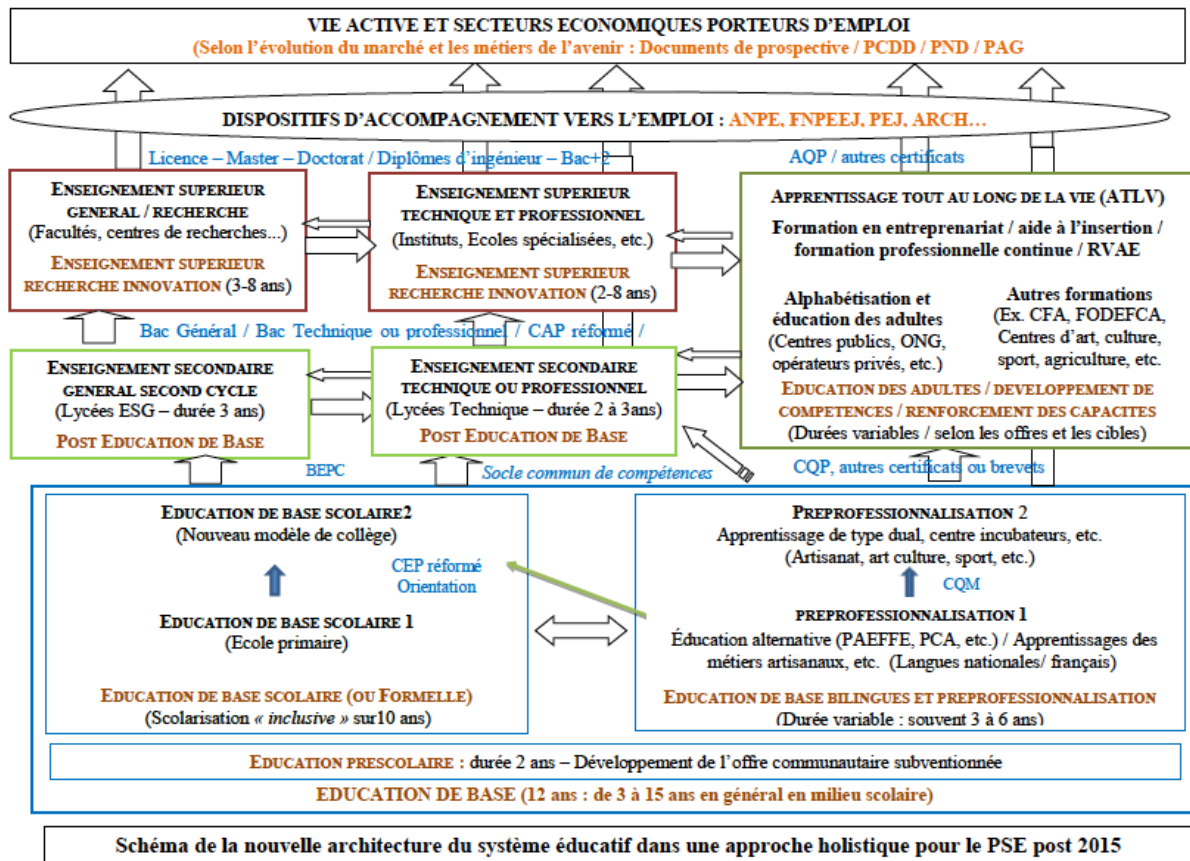 VIE ACTIVE ET SECTEURS ECONOMIQUES PORTEURS D'EMPLOI
(Selon l'évolution du marché et les métiers de l'avenir : Documents de prospective / PCDD / PND / PAG
DISPOSITIFS D'ACCOMPAGNEMENT VERS L'EMPLOI : ANPE, FNPEEJ, PEJ, ARCH…
Licence – Master – Doctorat / Diplômes d'ingénieur – Bac+2
AQP / autres certificats
ENSEIGNEMENT SUPERIEUR
GENERAL / RECHERCHE
(Facultés, centres de recherches...)
ENSEIGNEMENT SUPERIEUR
RECHERCHE INNOVATION (3-8 ans)
ENSEIGNEMENT SUPERIEUR
TECHNIQUE ET PROFESSIONNEL
(Instituts, Ecoles spécialisées, etc.)
ENSEIGNEMENT SUPERIEUR
RECHERCHE INNOVATION (2-8 ans)
APPRENTISSAGE TOUT AU LONG DE LA VIE (ATLV)
Formation en entreprenariat / aide à l'insertion /
formation professionnelle continue / RVAE
Alphabétisation et
éducation des adultes
(Centres publics, ONG,
opérateurs privés, etc.)
Autres formations
(Ex. CFA, FODEFCA,
Centres d'art, culture,
sport, agriculture, etc.
EDUCATION DES ADULTES / DEVELOPPEMENT DE
COMPETENCES / RENFORCEMENT DES CAPACITES
(Durées variables / selon les offres et les cibles)
Bac Général / Bac Technique ou professionnel / CAP réformé /
ENSEIGNEMENT SECONDAIRE
GENERAL SECOND CYCLE
(Lycées ESG – durée 3 ans)
POST EDUCATION DE BASE
ENSEIGNEMENT SECONDAIRE
TECHNIQUE OU PROFESSIONNEL
(Lycées Technique – durée 2 à 3ans)
POST EDUCATION DE BASE
BEPC
Socle commun de compétences
CQP, autres certificats ou brevets
EDUCATION DE BASE SCOLAIRE2
(Nouveau modèle de collège)
CEP réformé
Orientation
EDUCATION DE BASE SCOLAIRE 1
(Ecole primaire)
EDUCATION DE BASE SCOLAIRE (OU FORMELLE)
(Scolarisation « inclusive » sur10 ans)
PREPROFESSIONNALISATION 2
Apprentissage de type dual, centre incubateurs, etc.
(Artisanat, art culture, sport, etc.)
CQM
PREPROFESSIONNALISATION 1
Éducation alternative (PAEFFE, PCA, etc.) / Apprentissages des
métiers artisanaux, etc. (Langues nationales/ français)
EDUCATION DE BASE BILINGUES ET PREPROFESSIONNALISATION
(Durée variable : souvent 3 à 6 ans)
EDUCATION PRESCOLAIRE : durée 2 ans – Développement de l'offre communautaire subventionnée
EDUCATION DE BASE (12 ans : de 3 à 15 ans en général en milieu scolaire)
Schéma de la nouvelle architecture du système éducatif dans une approche holistique pour le PSE post 2015